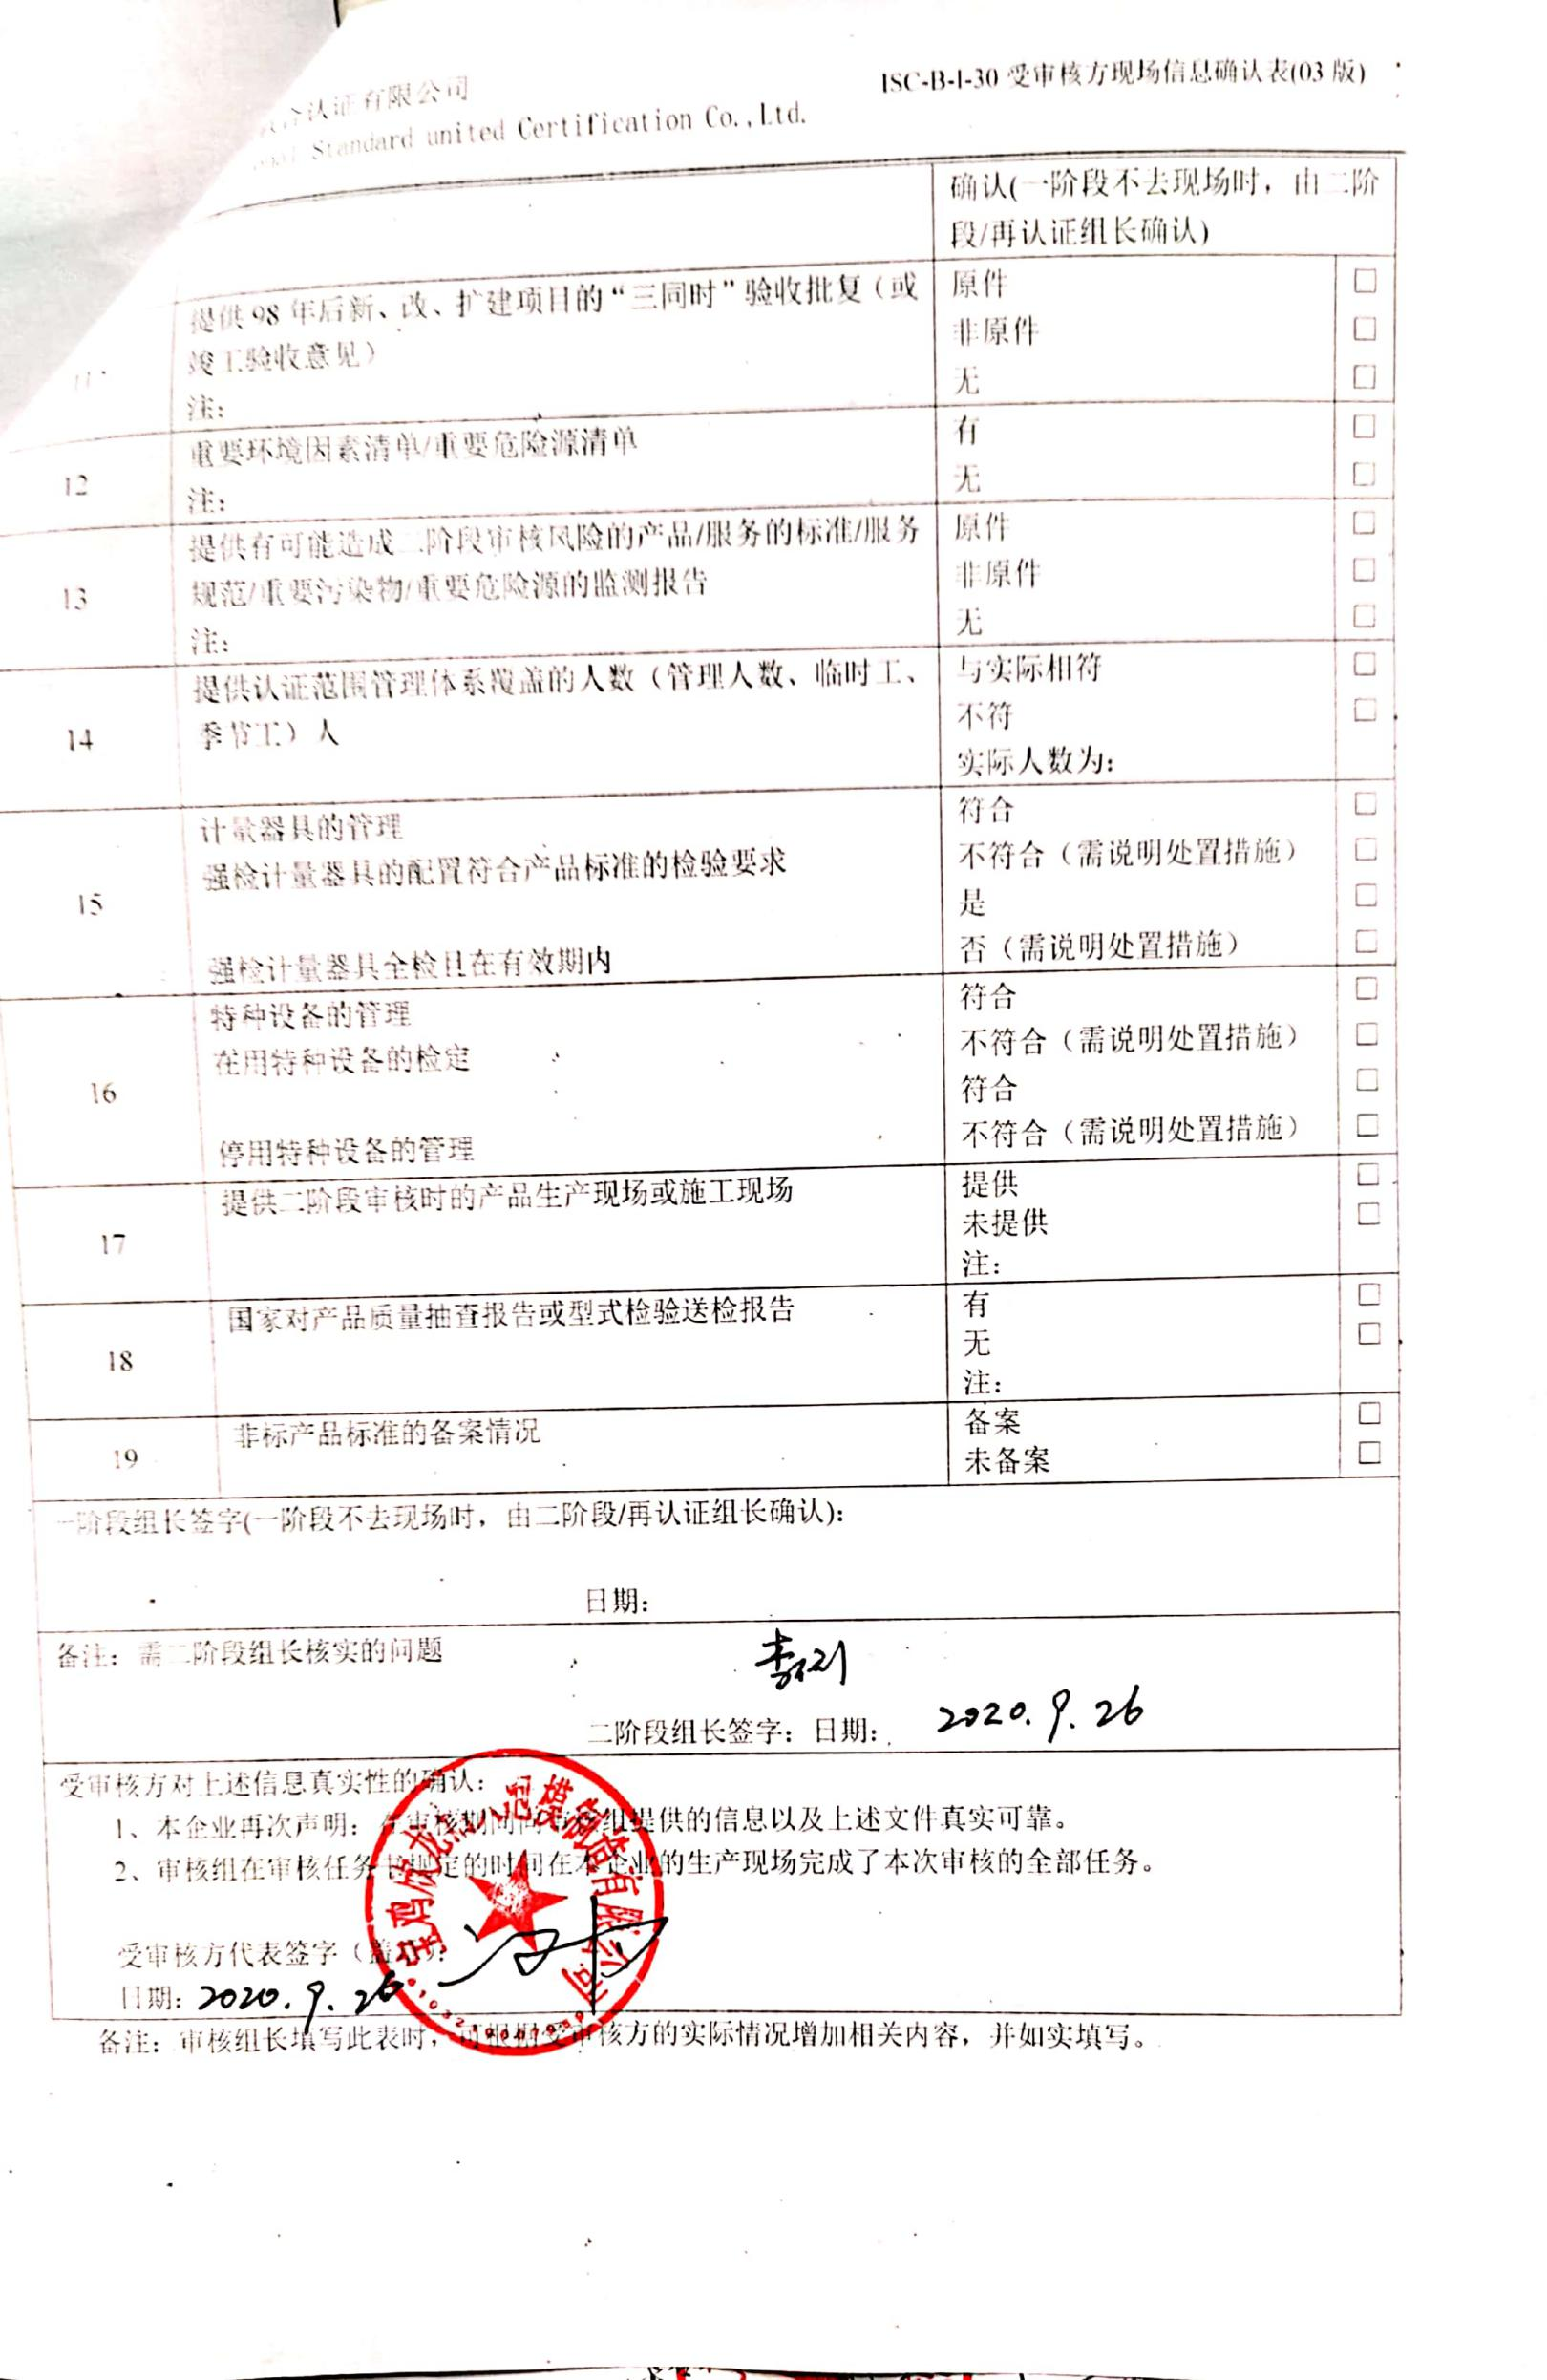 ISC-B-I-30 受审核方现场信息确认表(03 版)
合认证有限公司
Standard united Certification Co.,Ltd.
确认(一阶段不去现场时，由二阶
段/再认证组长确认)
11
提供 98 年后新、改、扩建项目的“三同时”验收批复（或
竣工验收意见）
注：
原件 □
非原件 □
无 □
12
重要环境因素清单/重要危险源清单
注：
有 □
无 □
13
提供有可能造成二阶段审核风险的产品/服务的标准/服务
规范/重要污染物/重要危险源的监测报告
注：
原件 □
非原件 □
无 □
14
提供认证范围管理体系覆盖的人数（管理人数、临时工、
季节工）人
与实际相符 □
不符 □
实际人数为：
15
计量器具的管理
强检计量器具的配置符合产品标准的检验要求
强检计量器具全检且在有效期内
符合 □
不符合（需说明处置措施） □
是 □
否（需说明处置措施） □
16
特种设备的管理
在用特种设备的检定
停用特种设备的管理
符合 □
不符合（需说明处置措施） □
符合 □
不符合（需说明处置措施） □
17
提供二阶段审核时的产品生产现场或施工现场
提供 □
未提供 □
注：
18
国家对产品质量抽查报告或型式检验送检报告
有 □
无 □
注：
19
非标产品标准的备案情况
备案 □
未备案 □
一阶段组长签字(一阶段不去现场时，由二阶段/再认证组长确认)：
日期：
备注：需二阶段组长核实的问题
二阶段组长签字：日期： 2020.9.26
受审核方对上述信息真实性的确认：
1、本企业再次声明：在审核期间向审核组提供的信息以及上述文件真实可靠。
2、审核组在审核任务书规定的时间在本企业的生产现场完成了本次审核的全部任务。
受审核方代表签字（盖章）：
日期：2020.9.26
备注：审核组长填写此表时，可根据受审核方的实际情况增加相关内容，并如实填写。